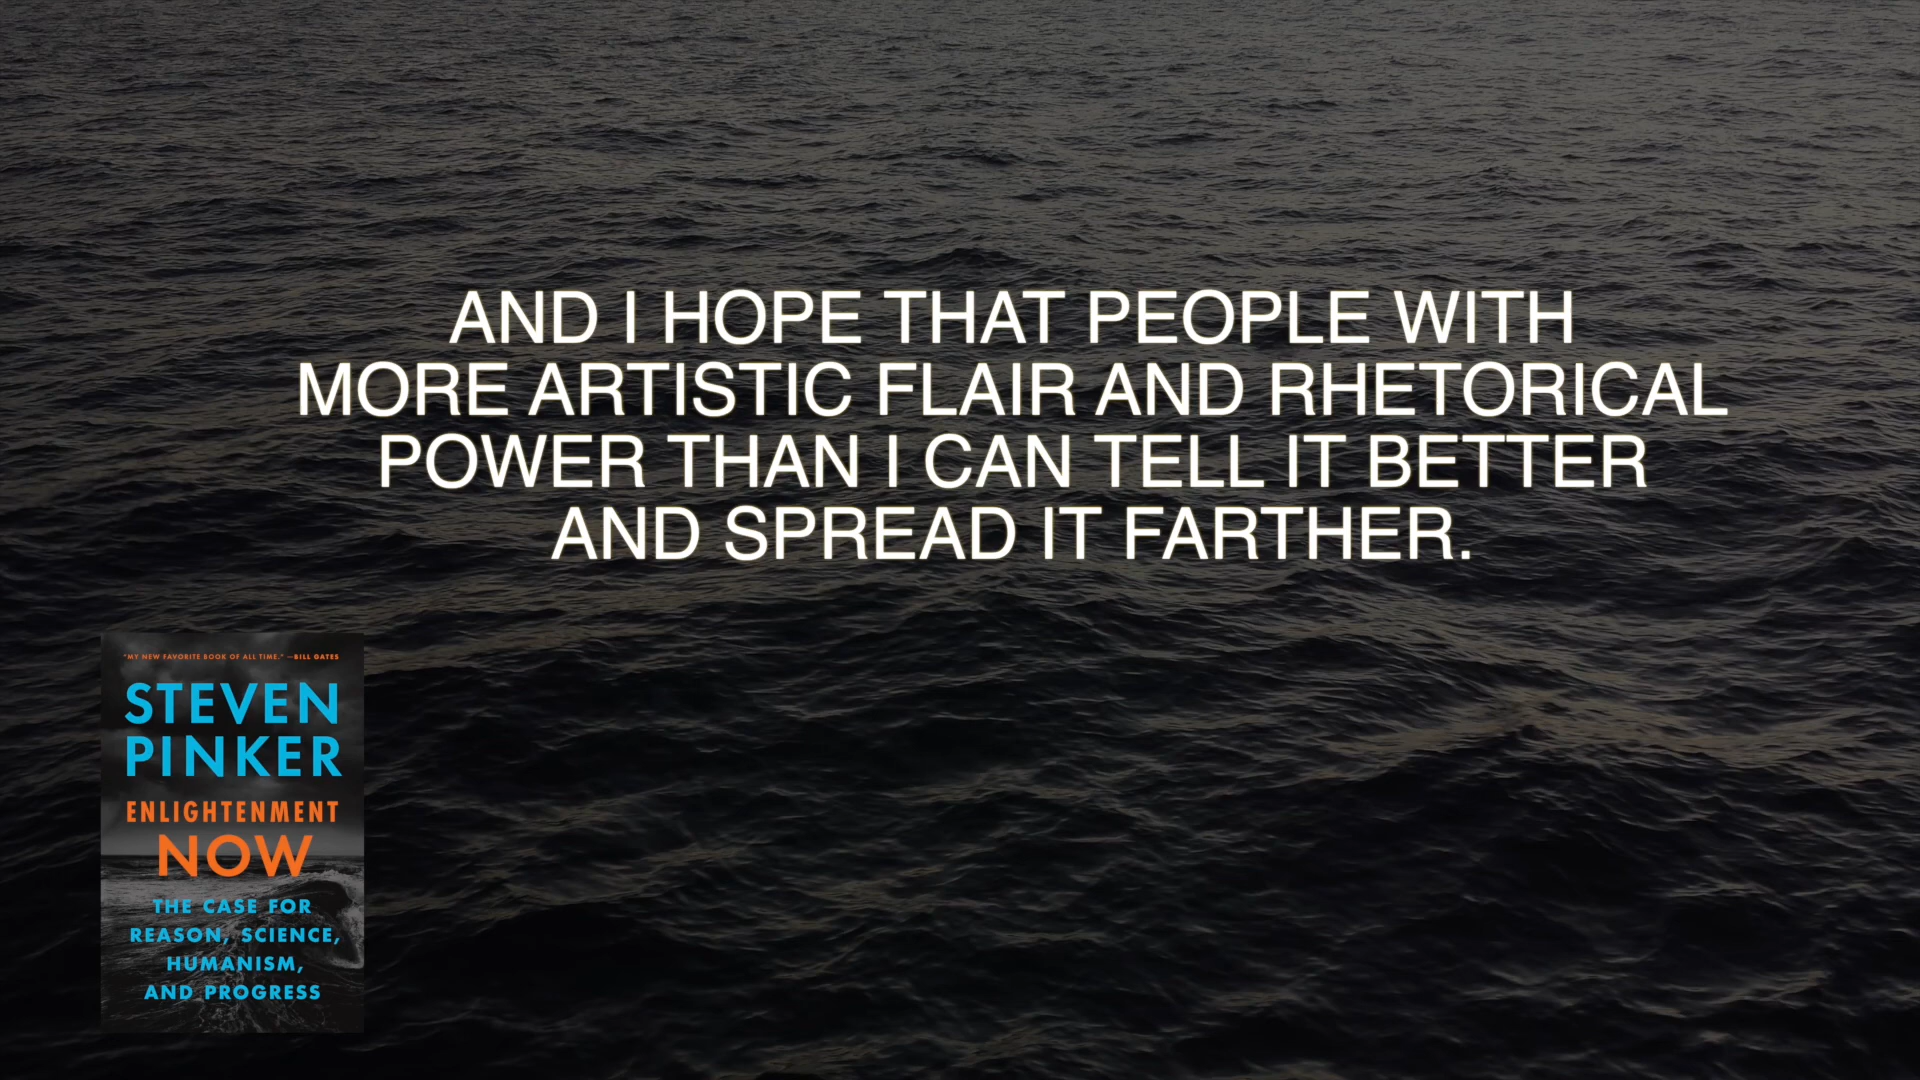 AND I HOPE THAT PEOPLE WITH
MORE ARTISTIC FLAIR AND RHETORICAL
POWER THAN I CAN TELL IT BETTER
AND SPREAD IT FARTHER.
"MY NEW FAVORITE BOOK OF ALL TIME." —BILL GATES
STEVEN
PINKER
ENLIGHTENMENT
NOW
THE CASE FOR
REASON, SCIENCE,
HUMANISM,
AND PROGRESS